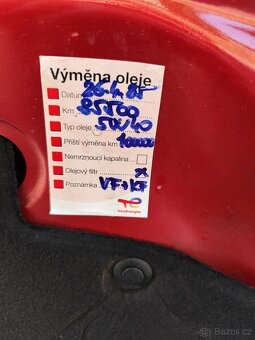 Výměna oleje
Datum 26.4.25
Km 85500
Typ oleje 5W40
Příští výměna km 100000
Nemrznoucí kapalina
Olejový filtr x
Poznámka VF+KF
TotalEnergies
Bazos.cz